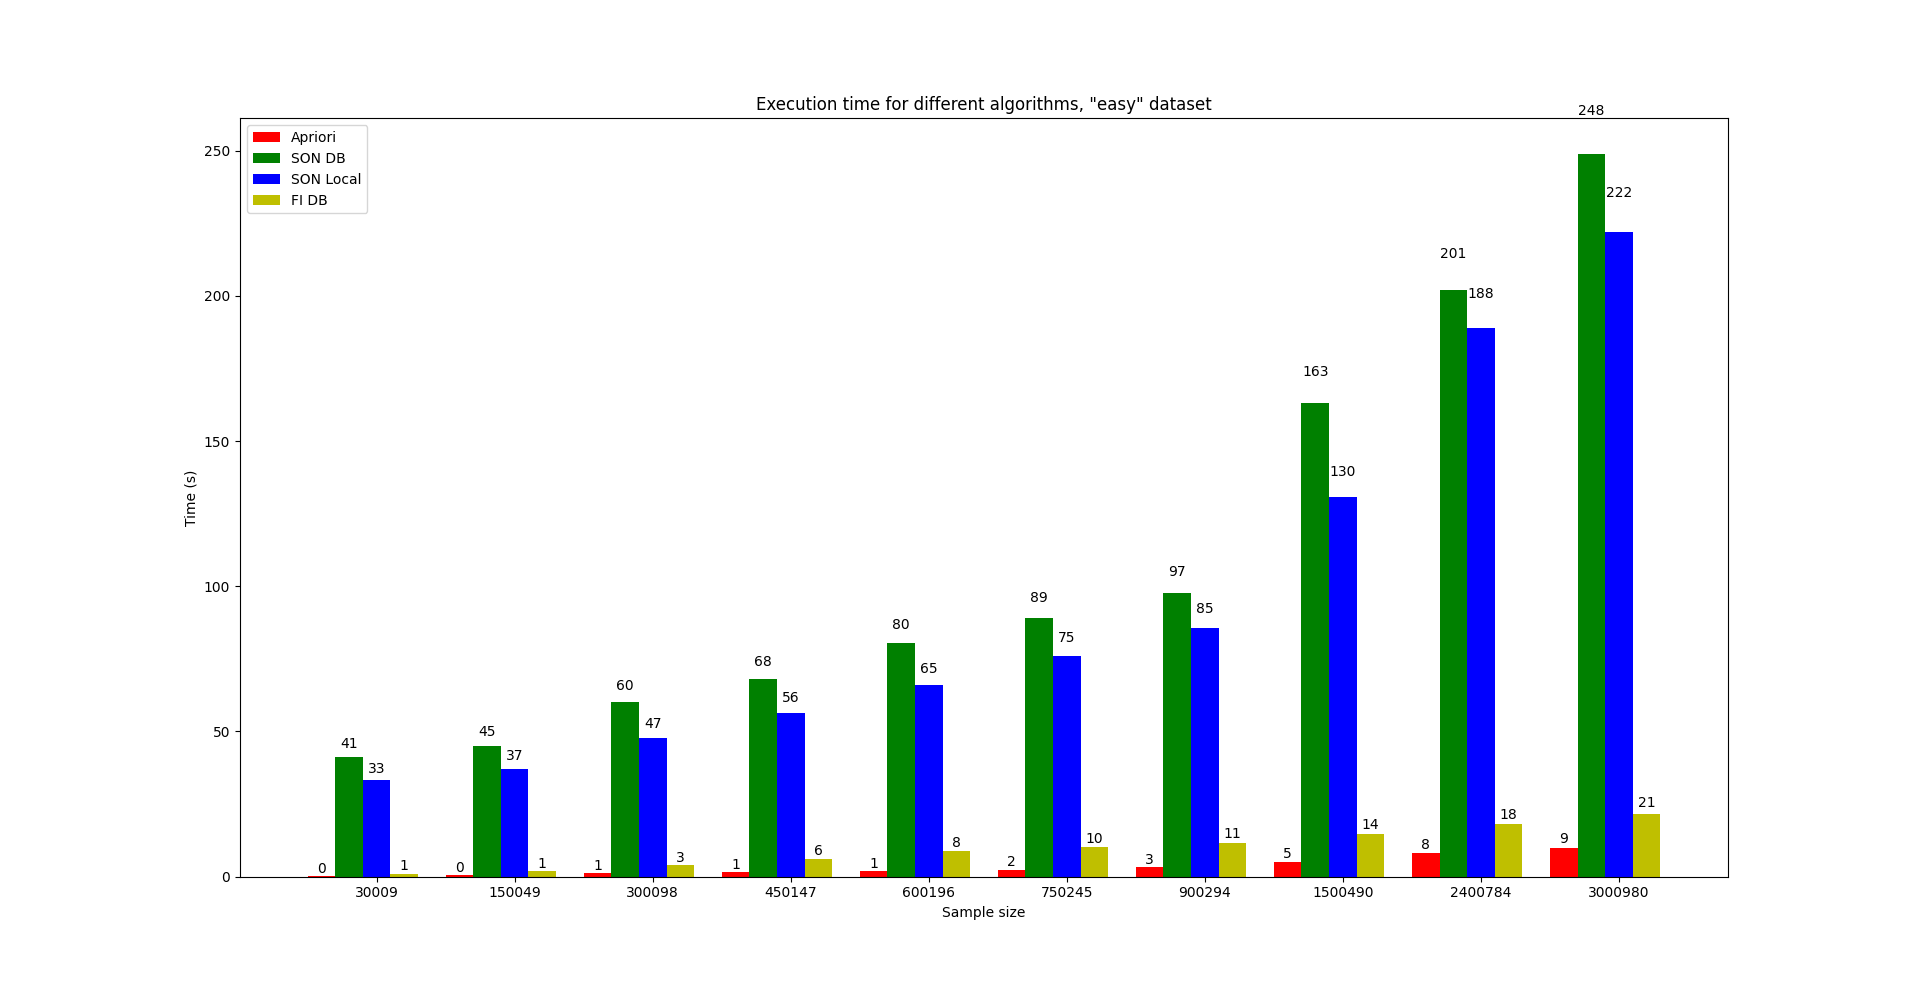 Execution time for different algorithms, "easy" dataset
Apriori
SON DB
SON Local
FI DB
Time (s)
250
200
150
100
50
0
0 41 33 1
0 45 37 1
1 60 47 3
1 68 56 6
1 80 65 8
2 89 75 10
3 97 85 11
5 163 130 14
8 201 188 18
9 248 222 21
30009 150049 300098 450147 600196 750245 900294 1500490 2400784 3000980
Sample size